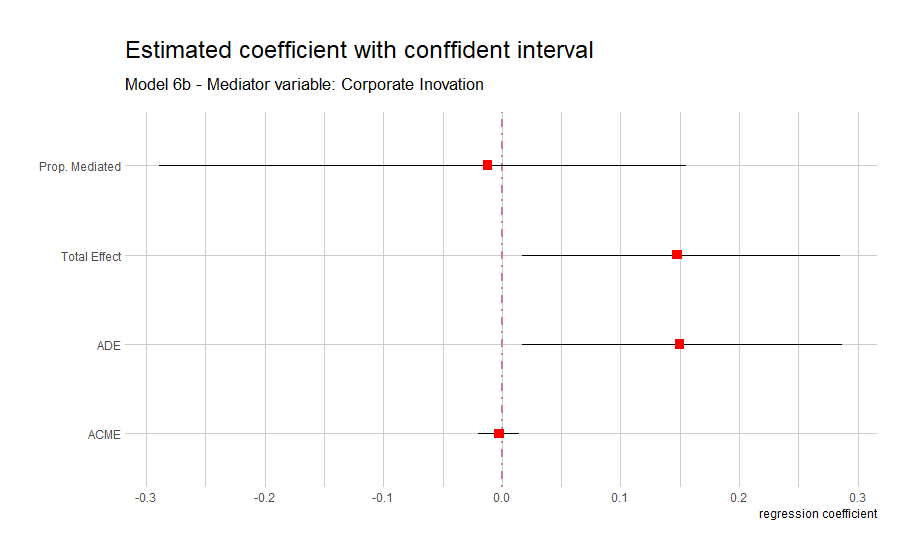 Estimated coefficient with conffident interval
Model 6b - Mediator variable: Corporate Inovation
Prop. Mediated
Total Effect
ADE
ACME
-0.3 -0.2 -0.1 0.0 0.1 0.2 0.3
regression coefficient